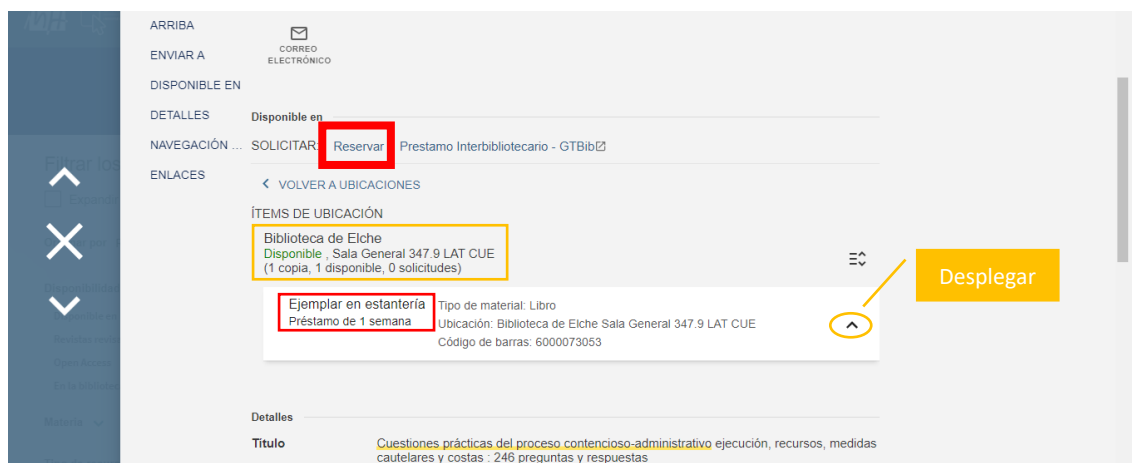 ARRIBA
ENVIAR A
DISPONIBLE EN
DETALLES
NAVEGACIÓN ...
ENLACES
CORREO
ELECTRÓNICO
Disponible en
SOLICITAR: Reservar Prestamo Interbibliotecario - GTBib
VOLVER A UBICACIONES
ÍTEMS DE UBICACIÓN
Biblioteca de Elche
Disponible , Sala General 347.9 LAT CUE
(1 copia, 1 disponible, 0 solicitudes)
Desplegar
Ejemplar en estantería
Préstamo de 1 semana
Tipo de material: Libro
Ubicación: Biblioteca de Elche Sala General 347.9 LAT CUE
Código de barras: 6000073053
Detalles
Titulo
Cuestiones prácticas del proceso contencioso-administrativo ejecución, recursos, medidas
cautelares y costas : 246 preguntas y respuestas
Filtrar los
Materia